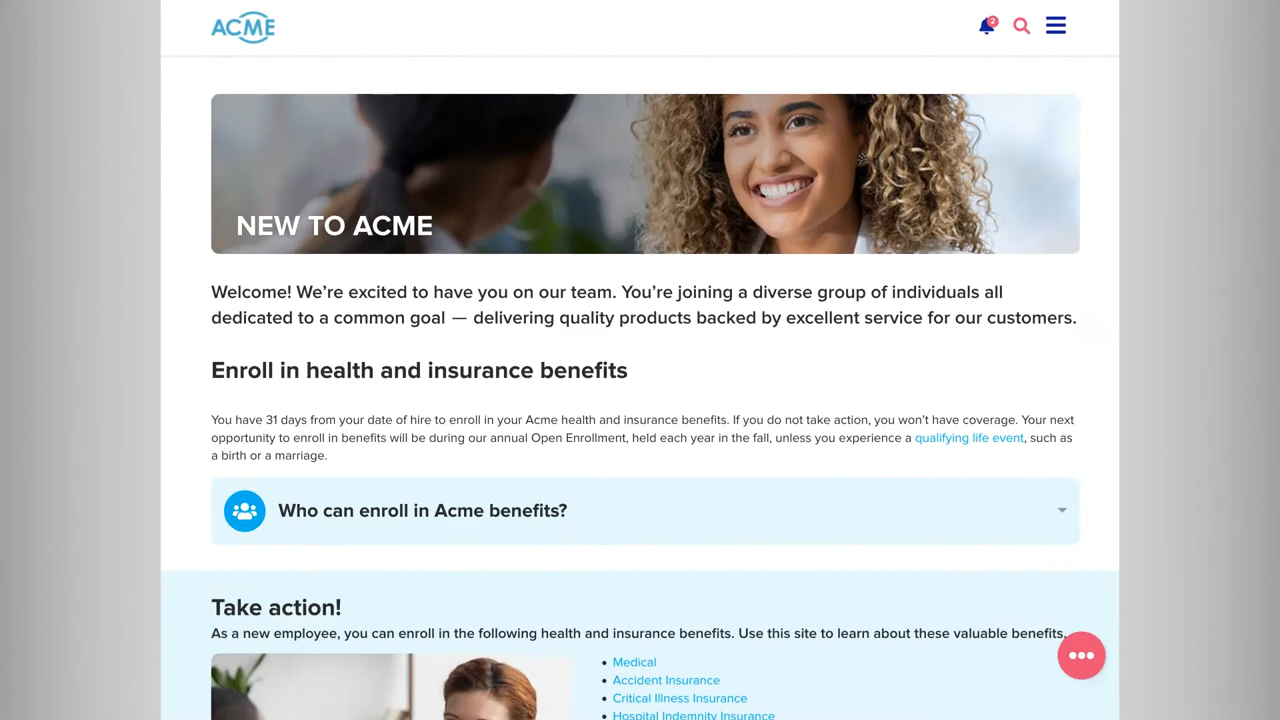 ACME
2
NEW TO ACME
Welcome! We’re excited to have you on our team. You’re joining a diverse group of individuals all
dedicated to a common goal — delivering quality products backed by excellent service for our customers.
Enroll in health and insurance benefits
You have 31 days from your date of hire to enroll in your Acme health and insurance benefits. If you do not take action, you won’t have coverage. Your next
opportunity to enroll in benefits will be during our annual Open Enrollment, held each year in the fall, unless you experience a qualifying life event, such as
a birth or a marriage.
Who can enroll in Acme benefits?
Take action!
As a new employee, you can enroll in the following health and insurance benefits. Use this site to learn about these valuable benefits.
• Medical
• Accident Insurance
• Critical Illness Insurance
• Hospital Indemnity Insurance